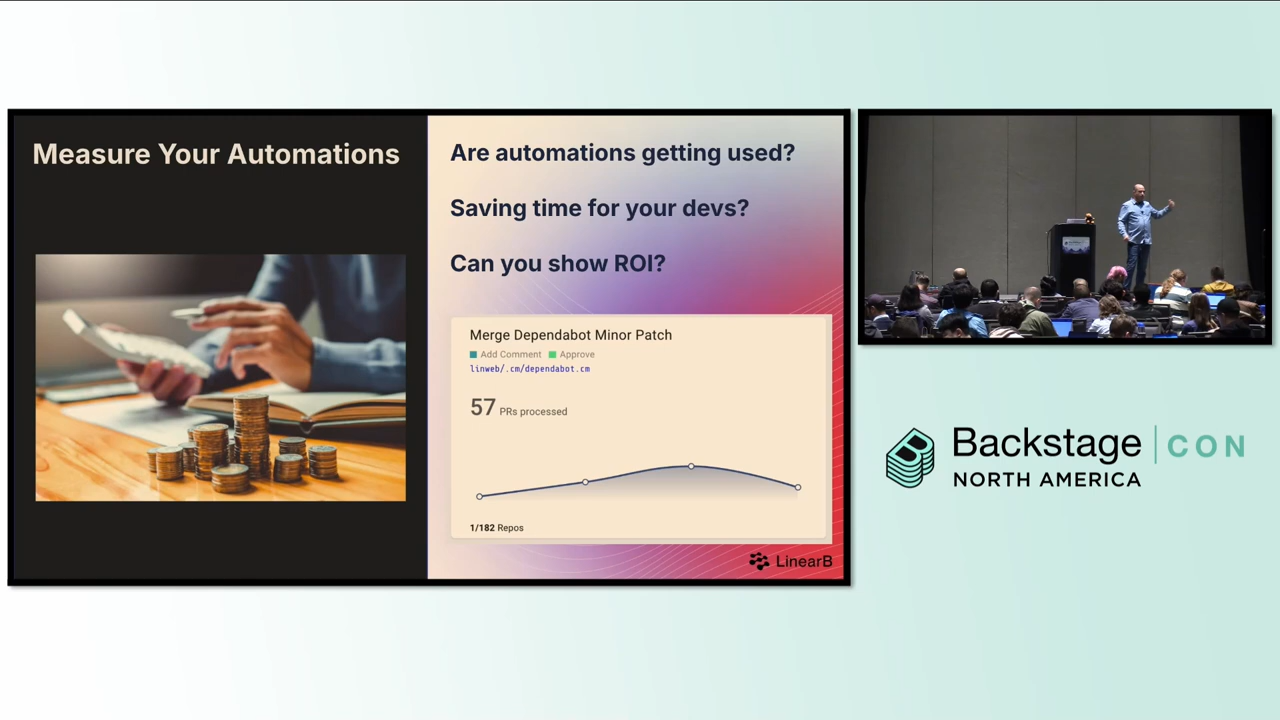 Measure Your Automations
Are automations getting used?
Saving time for your devs?
Can you show ROI?
Merge Dependabot Minor Patch
Add Comment Approve
linweb/.cm/dependabot.cm
57 PRs processed
1/182 Repos
LinearB
Backstage CON
NORTH AMERICA